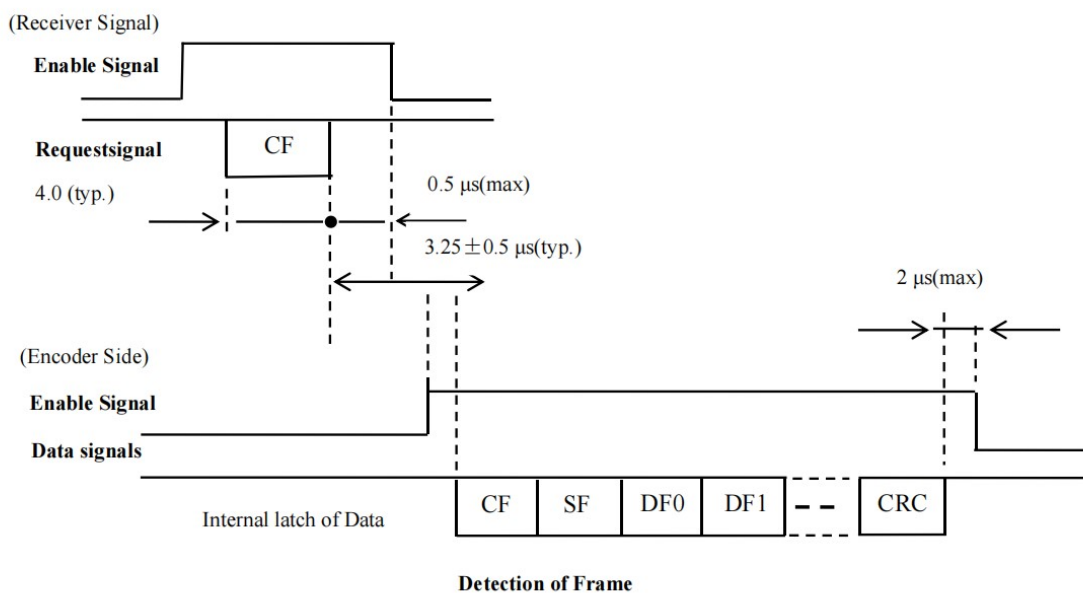 (Receiver Signal)
Enable Signal
Requestsignal
CF
4.0 (typ.)
0.5 μs(max)
3.25±0.5 μs(typ.)
2 μs(max)
(Encoder Side)
Enable Signal
Data signals
Internal latch of Data
CF SF DF0 DF1 CRC
Detection of Frame